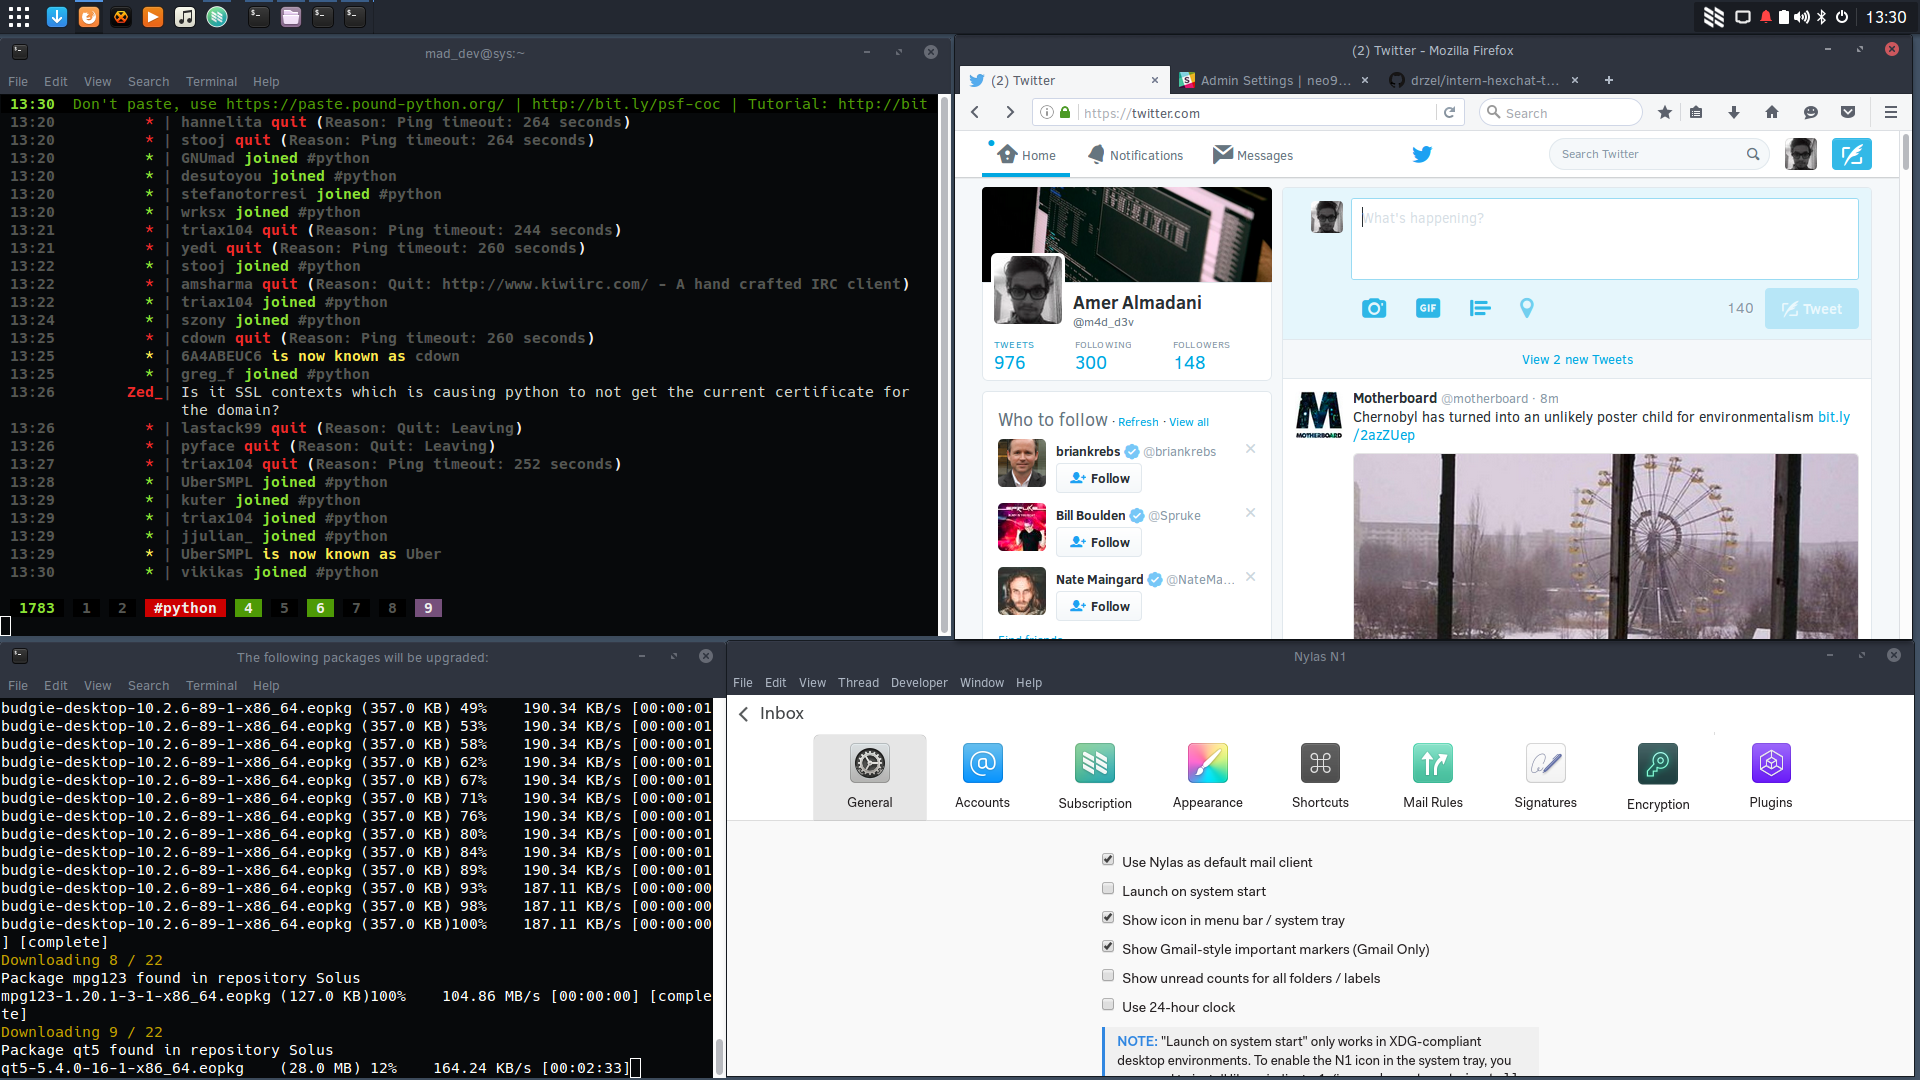 13:30
mad_dev@sys:~
File Edit View Search Terminal Help
13:30 Don't paste, use https://paste.pound-python.org/ | http://bit.ly/psf-coc | Tutorial: http://bit
13:20 * | hannelita quit (Reason: Ping timeout: 264 seconds)
13:20 * | stooj quit (Reason: Ping timeout: 264 seconds)
13:20 * | GNUmad joined #python
13:20 * | desutoyou joined #python
13:20 * | stefanotorresi joined #python
13:20 * | wrksx joined #python
13:21 * | triax104 quit (Reason: Ping timeout: 244 seconds)
13:21 * | yedi quit (Reason: Ping timeout: 260 seconds)
13:22 * | stooj joined #python
13:22 * | amsharma quit (Reason: Quit: http://www.kiwiirc.com/ - A hand crafted IRC client)
13:22 * | triax104 joined #python
13:24 * | szony joined #python
13:25 * | cdown quit (Reason: Ping timeout: 260 seconds)
13:25 * | 6A4ABEUC6 is now known as cdown
13:25 * | greg_f joined #python
13:26 Zed_| Is it SSL contexts which is causing python to not get the current certificate for
the domain?
13:26 * | lastack99 quit (Reason: Quit: Leaving)
13:26 * | pyface quit (Reason: Quit: Leaving)
13:27 * | triax104 quit (Reason: Ping timeout: 252 seconds)
13:28 * | UberSMPL joined #python
13:29 * | kuter joined #python
13:29 * | triax104 joined #python
13:29 * | jjulian_ joined #python
13:29 * | UberSMPL is now known as Uber
13:30 * | vikikas joined #python
1783 1 2 #python 4 5 6 7 8 9
(2) Twitter - Mozilla Firefox
(2) Twitter
Admin Settings | neo9...
drzel/intern-hexchat-t...
https://twitter.com
Search
Home
Notifications
Messages
Search Twitter
Amer Almadani
@m4d_d3v
TWEETS FOLLOWING FOLLOWERS
976 300 148
Who to follow · Refresh · View all
briankrebs @briankrebs
Follow
Bill Boulden @Spruke
Follow
Nate Maingard @NateMa...
Follow
Find friends
What's happening?
GIF
140
Tweet
View 2 new Tweets
Motherboard @motherboard · 8m
Chernobyl has turned into an unlikely poster child for environmentalism bit.ly
/2azZUep
MOTHERBOARD
The following packages will be upgraded:
File Edit View Search Terminal Help
budgie-desktop-10.2.6-89-1-x86_64.eopkg (357.0 KB) 49% 190.34 KB/s [00:00:01
budgie-desktop-10.2.6-89-1-x86_64.eopkg (357.0 KB) 53% 190.34 KB/s [00:00:01
budgie-desktop-10.2.6-89-1-x86_64.eopkg (357.0 KB) 58% 190.34 KB/s [00:00:01
budgie-desktop-10.2.6-89-1-x86_64.eopkg (357.0 KB) 62% 190.34 KB/s [00:00:01
budgie-desktop-10.2.6-89-1-x86_64.eopkg (357.0 KB) 67% 190.34 KB/s [00:00:01
budgie-desktop-10.2.6-89-1-x86_64.eopkg (357.0 KB) 71% 190.34 KB/s [00:00:01
budgie-desktop-10.2.6-89-1-x86_64.eopkg (357.0 KB) 76% 190.34 KB/s [00:00:01
budgie-desktop-10.2.6-89-1-x86_64.eopkg (357.0 KB) 80% 190.34 KB/s [00:00:01
budgie-desktop-10.2.6-89-1-x86_64.eopkg (357.0 KB) 84% 190.34 KB/s [00:00:01
budgie-desktop-10.2.6-89-1-x86_64.eopkg (357.0 KB) 89% 190.34 KB/s [00:00:01
budgie-desktop-10.2.6-89-1-x86_64.eopkg (357.0 KB) 93% 187.11 KB/s [00:00:00
budgie-desktop-10.2.6-89-1-x86_64.eopkg (357.0 KB) 98% 187.11 KB/s [00:00:00
budgie-desktop-10.2.6-89-1-x86_64.eopkg (357.0 KB)100% 187.11 KB/s [00:00:00
] [complete]
Downloading 8 / 22
Package mpg123 found in repository Solus
mpg123-1.20.1-3-1-x86_64.eopkg (127.0 KB)100% 104.86 MB/s [00:00:00] [comple
te]
Downloading 9 / 22
Package qt5 found in repository Solus
qt5-5.4.0-16-1-x86_64.eopkg (28.0 MB) 12% 164.24 KB/s [00:02:33]
Nylas N1
File Edit View Thread Developer Window Help
Inbox
General Accounts Subscription Appearance Shortcuts Mail Rules Signatures Encryption Plugins
Use Nylas as default mail client
Launch on system start
Show icon in menu bar / system tray
Show Gmail-style important markers (Gmail Only)
Show unread counts for all folders / labels
Use 24-hour clock
NOTE: "Launch on system start" only works in XDG-compliant
desktop environments. To enable the N1 icon in the system tray, you